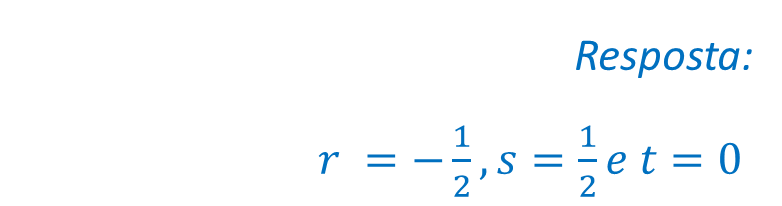 Resposta:
r = −1/2, s = 1/2 e t = 0